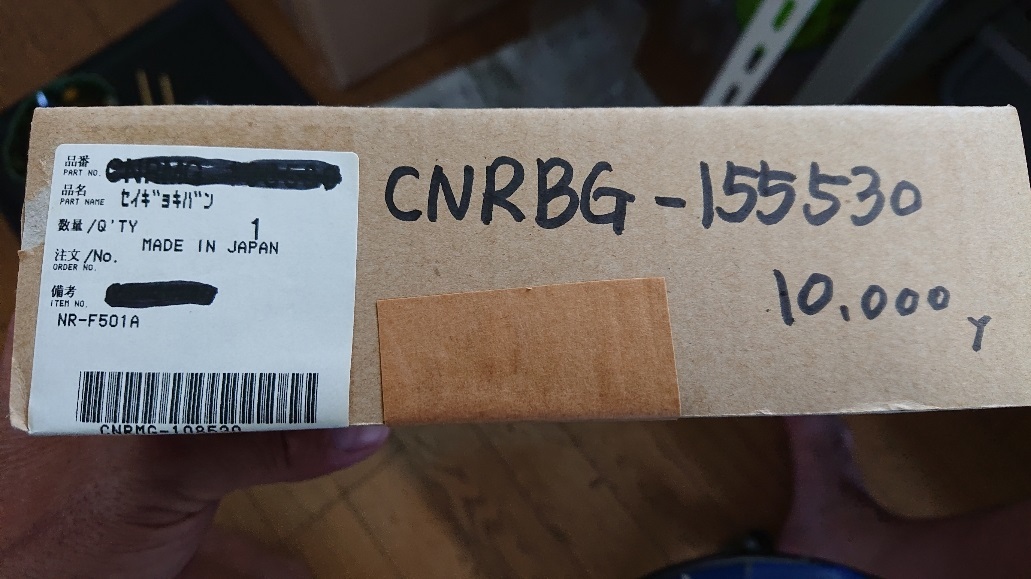 品番
PART NO.
品名 セイギョキバン
PART NAME
数量/Q'TY 1
MADE IN JAPAN
注文/No.
ORDER NO.
備考
ITEM NO.
NR-F501A
CNRBG-155530
10,000
Y